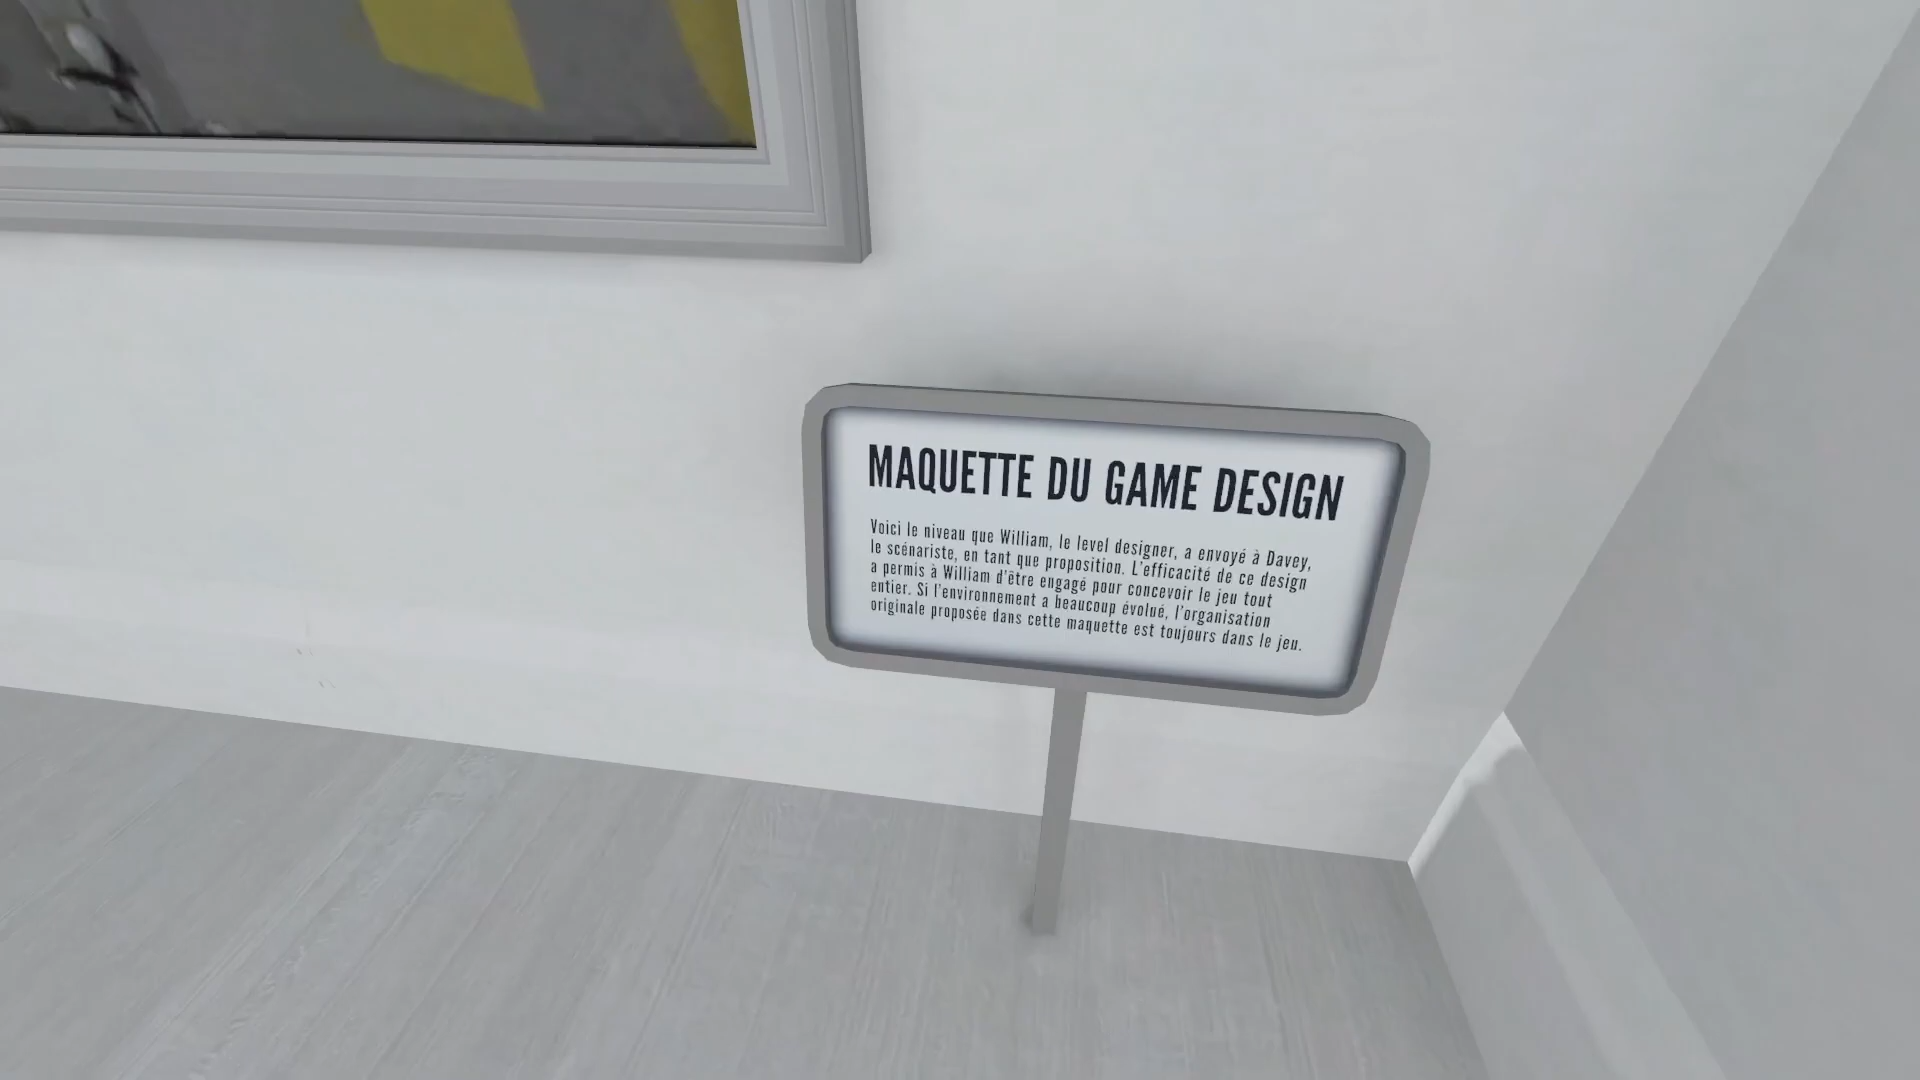 MAQUETTE DU GAME DESIGN
Voici le niveau que William, le level designer, a envoyé à Davey,
le scénariste, en tant que proposition. L'efficacité de ce design
a permis à William d'être engagé pour concevoir le jeu tout
entier. Si l'environnement a beaucoup évolué, l'organisation
originale proposée dans cette maquette est toujours dans le jeu.